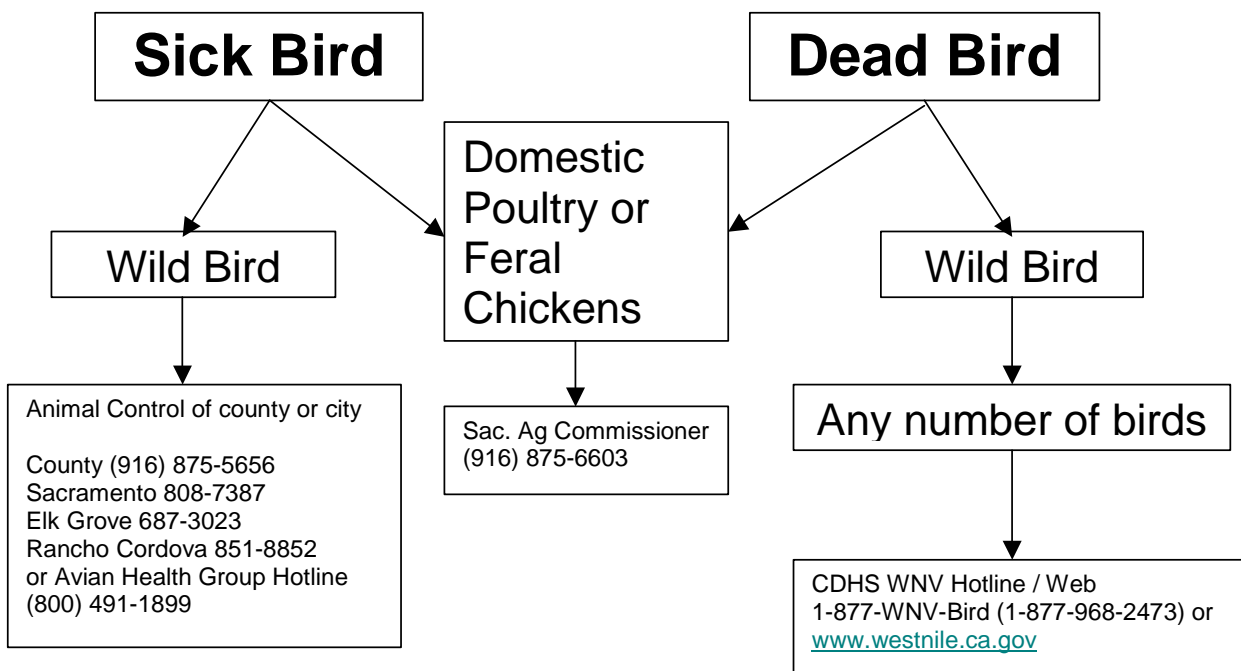 Sick Bird
Dead Bird
Domestic
Poultry or
Feral
Chickens
Wild Bird
Wild Bird
Animal Control of county or city
County (916) 875-5656
Sacramento 808-7387
Elk Grove 687-3023
Rancho Cordova 851-8852
or Avian Health Group Hotline
(800) 491-1899
Sac. Ag Commissioner
(916) 875-6603
Any number of birds
CDHS WNV Hotline / Web
1-877-WNV-Bird (1-877-968-2473) or
www.westnile.ca.gov